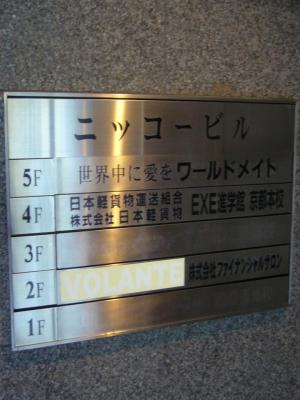 ニッコービル
5F 世界中に愛を ワールドメイト
4F 日本軽貨物運送組合 EXE進学館 京都本校
株式会社 日本軽貨物
3F
2F VOLANTE 株式会社ファイナンシャルサロン
1F